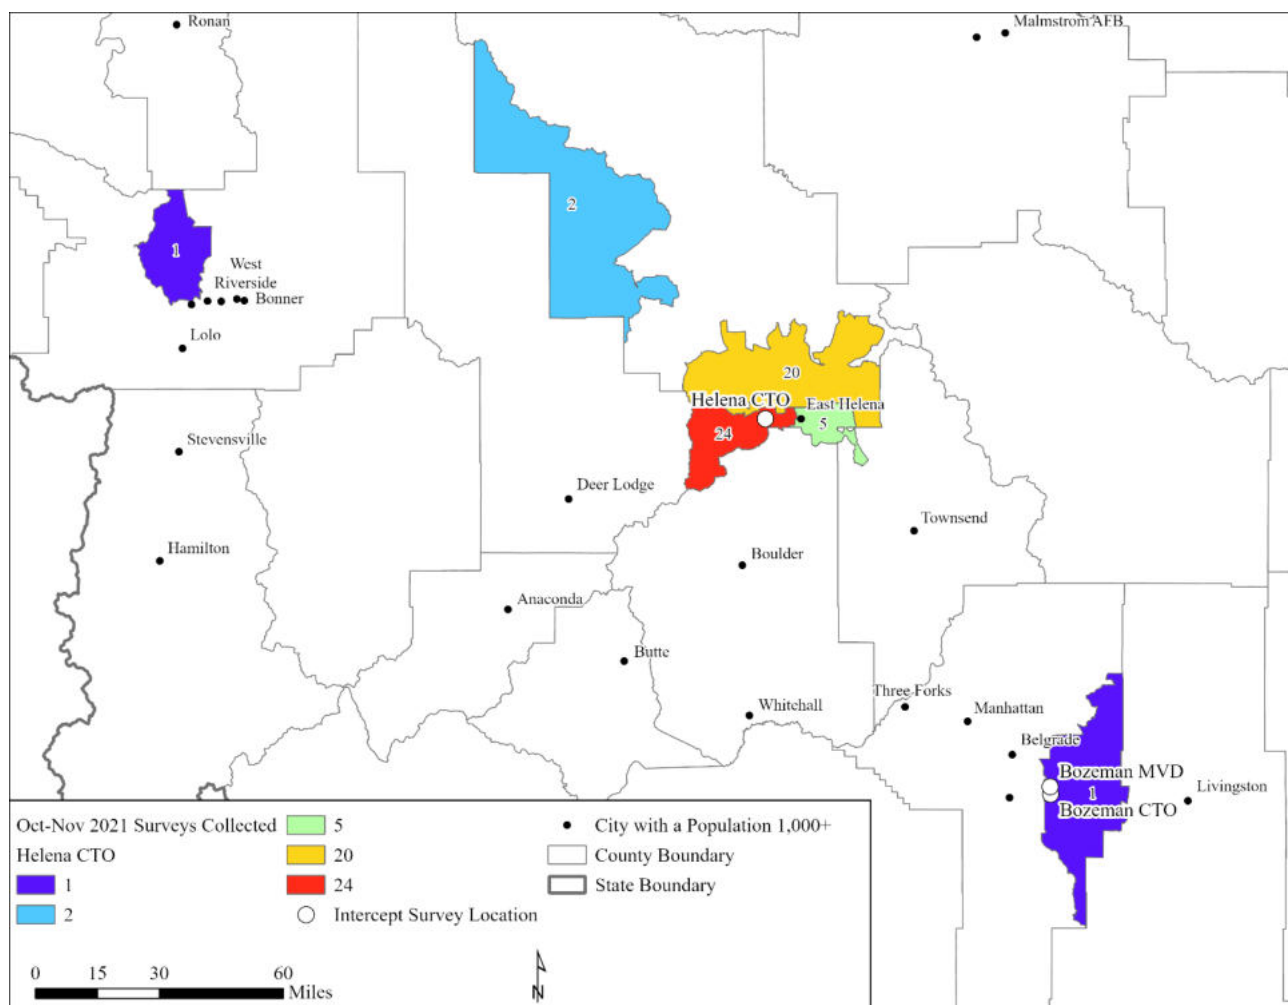 Ronan
Malmstrom AFB
2
1
West
Riverside
Bonner
Lolo
20
Helena CTO
East Helena
24
5
Stevensville
Deer Lodge
Townsend
Hamilton
Boulder
Anaconda
Butte
Three Forks
Whitchall
Manhattan
Belgrade
Bozeman MVD
1
Livingston
Bozeman CTO
Oct-Nov 2021 Surveys Collected
Helena CTO
1
2
5
20
24
Intercept Survey Location
City with a Population 1,000+
County Boundary
State Boundary
0 15 30 60
Miles
N